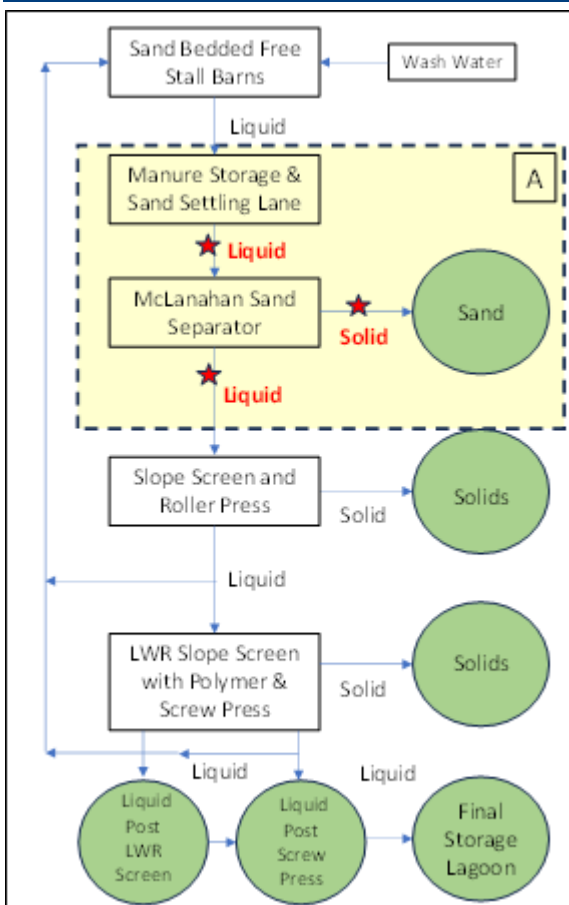 Sand Bedded Free
Stall Barns
Wash Water
Liquid
A
Manure Storage &
Sand Settling Lane
Liquid
McLanahan Sand
Separator
Solid
Sand
Liquid
Slope Screen and
Roller Press
Solid
Solids
Liquid
LWR Slope Screen
with Polymer &
Screw Press
Solid
Solids
Liquid
Liquid
Liquid
Post
LWR
Screen
Liquid
Post
Screw
Press
Final
Storage
Lagoon